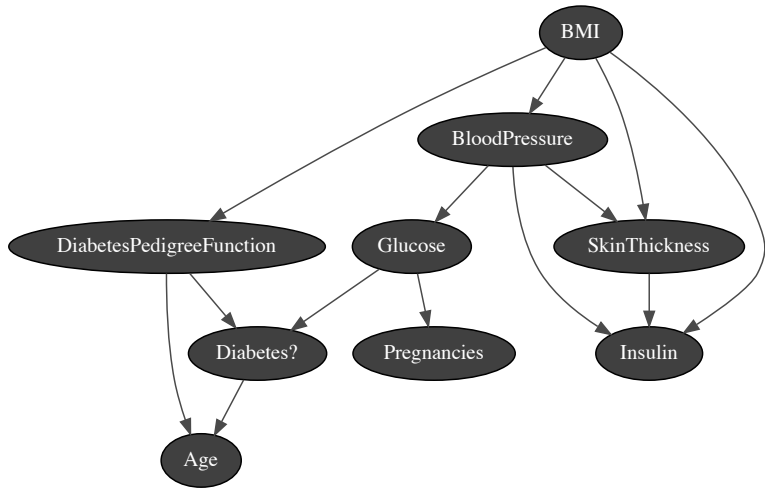 BMI
BloodPressure
DiabetesPedigreeFunction
Glucose
SkinThickness
Diabetes?
Pregnancies
Insulin
Age